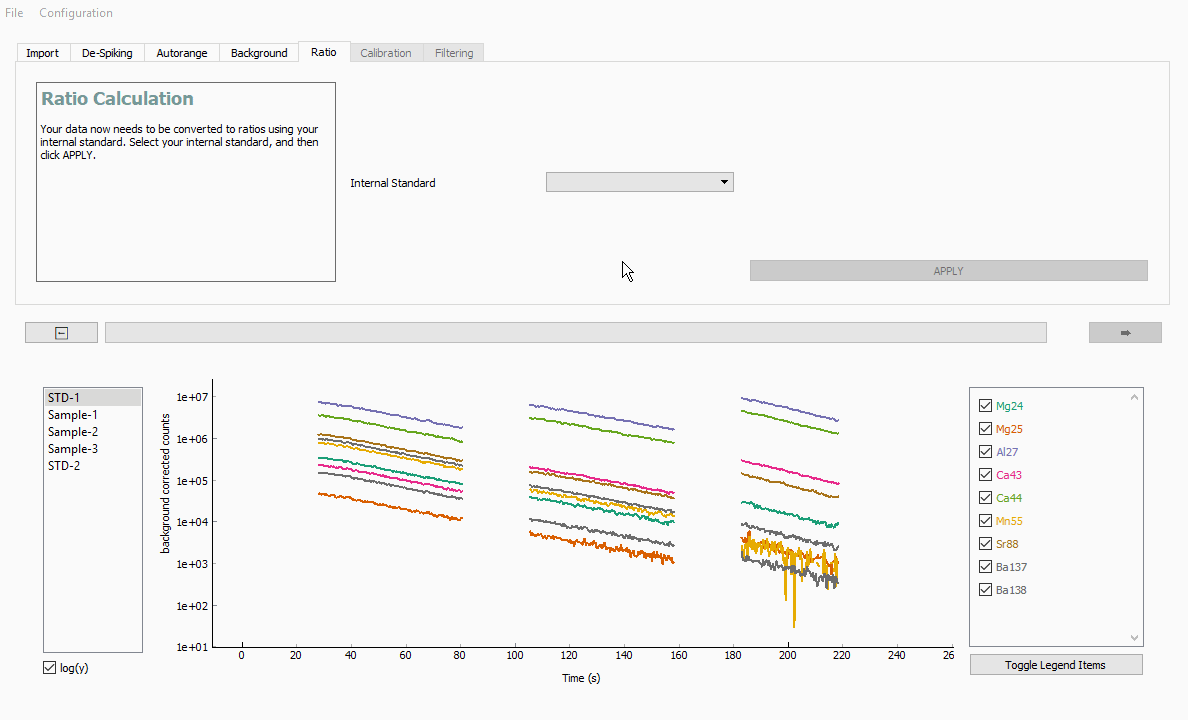 File Configuration
Import De-Spiking Autorange Background Ratio Calibration Filtering
Ratio Calculation
Your data now needs to be converted to ratios using your
internal standard. Select your internal standard, and then
click APPLY.
Internal Standard
APPLY
STD-1
Sample-1
Sample-2
Sample-3
STD-2
log(y)
background corrected counts
1e+07
1e+06
1e+05
1e+04
1e+03
1e+02
1e+01
0 20 40 60 80 100 120 140 160 180 200 220 240 26
Time (s)
Mg24
Mg25
Al27
Ca43
Ca44
Mn55
Sr88
Ba137
Ba138
Toggle Legend Items